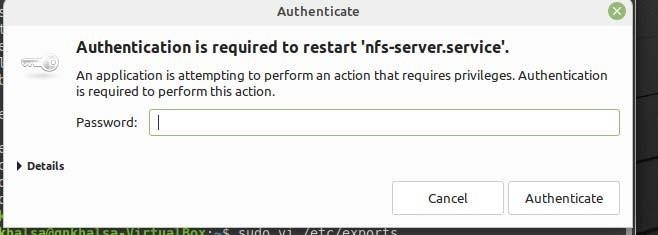 Authenticate
Authentication is required to restart 'nfs-server.service'.
An application is attempting to perform an action that requires privileges. Authentication
is required to perform this action.
Password:
Details
Cancel
Authenticate
khalsa@gnkhalsa-VirtualBox:~$ sudo vi /etc/exports